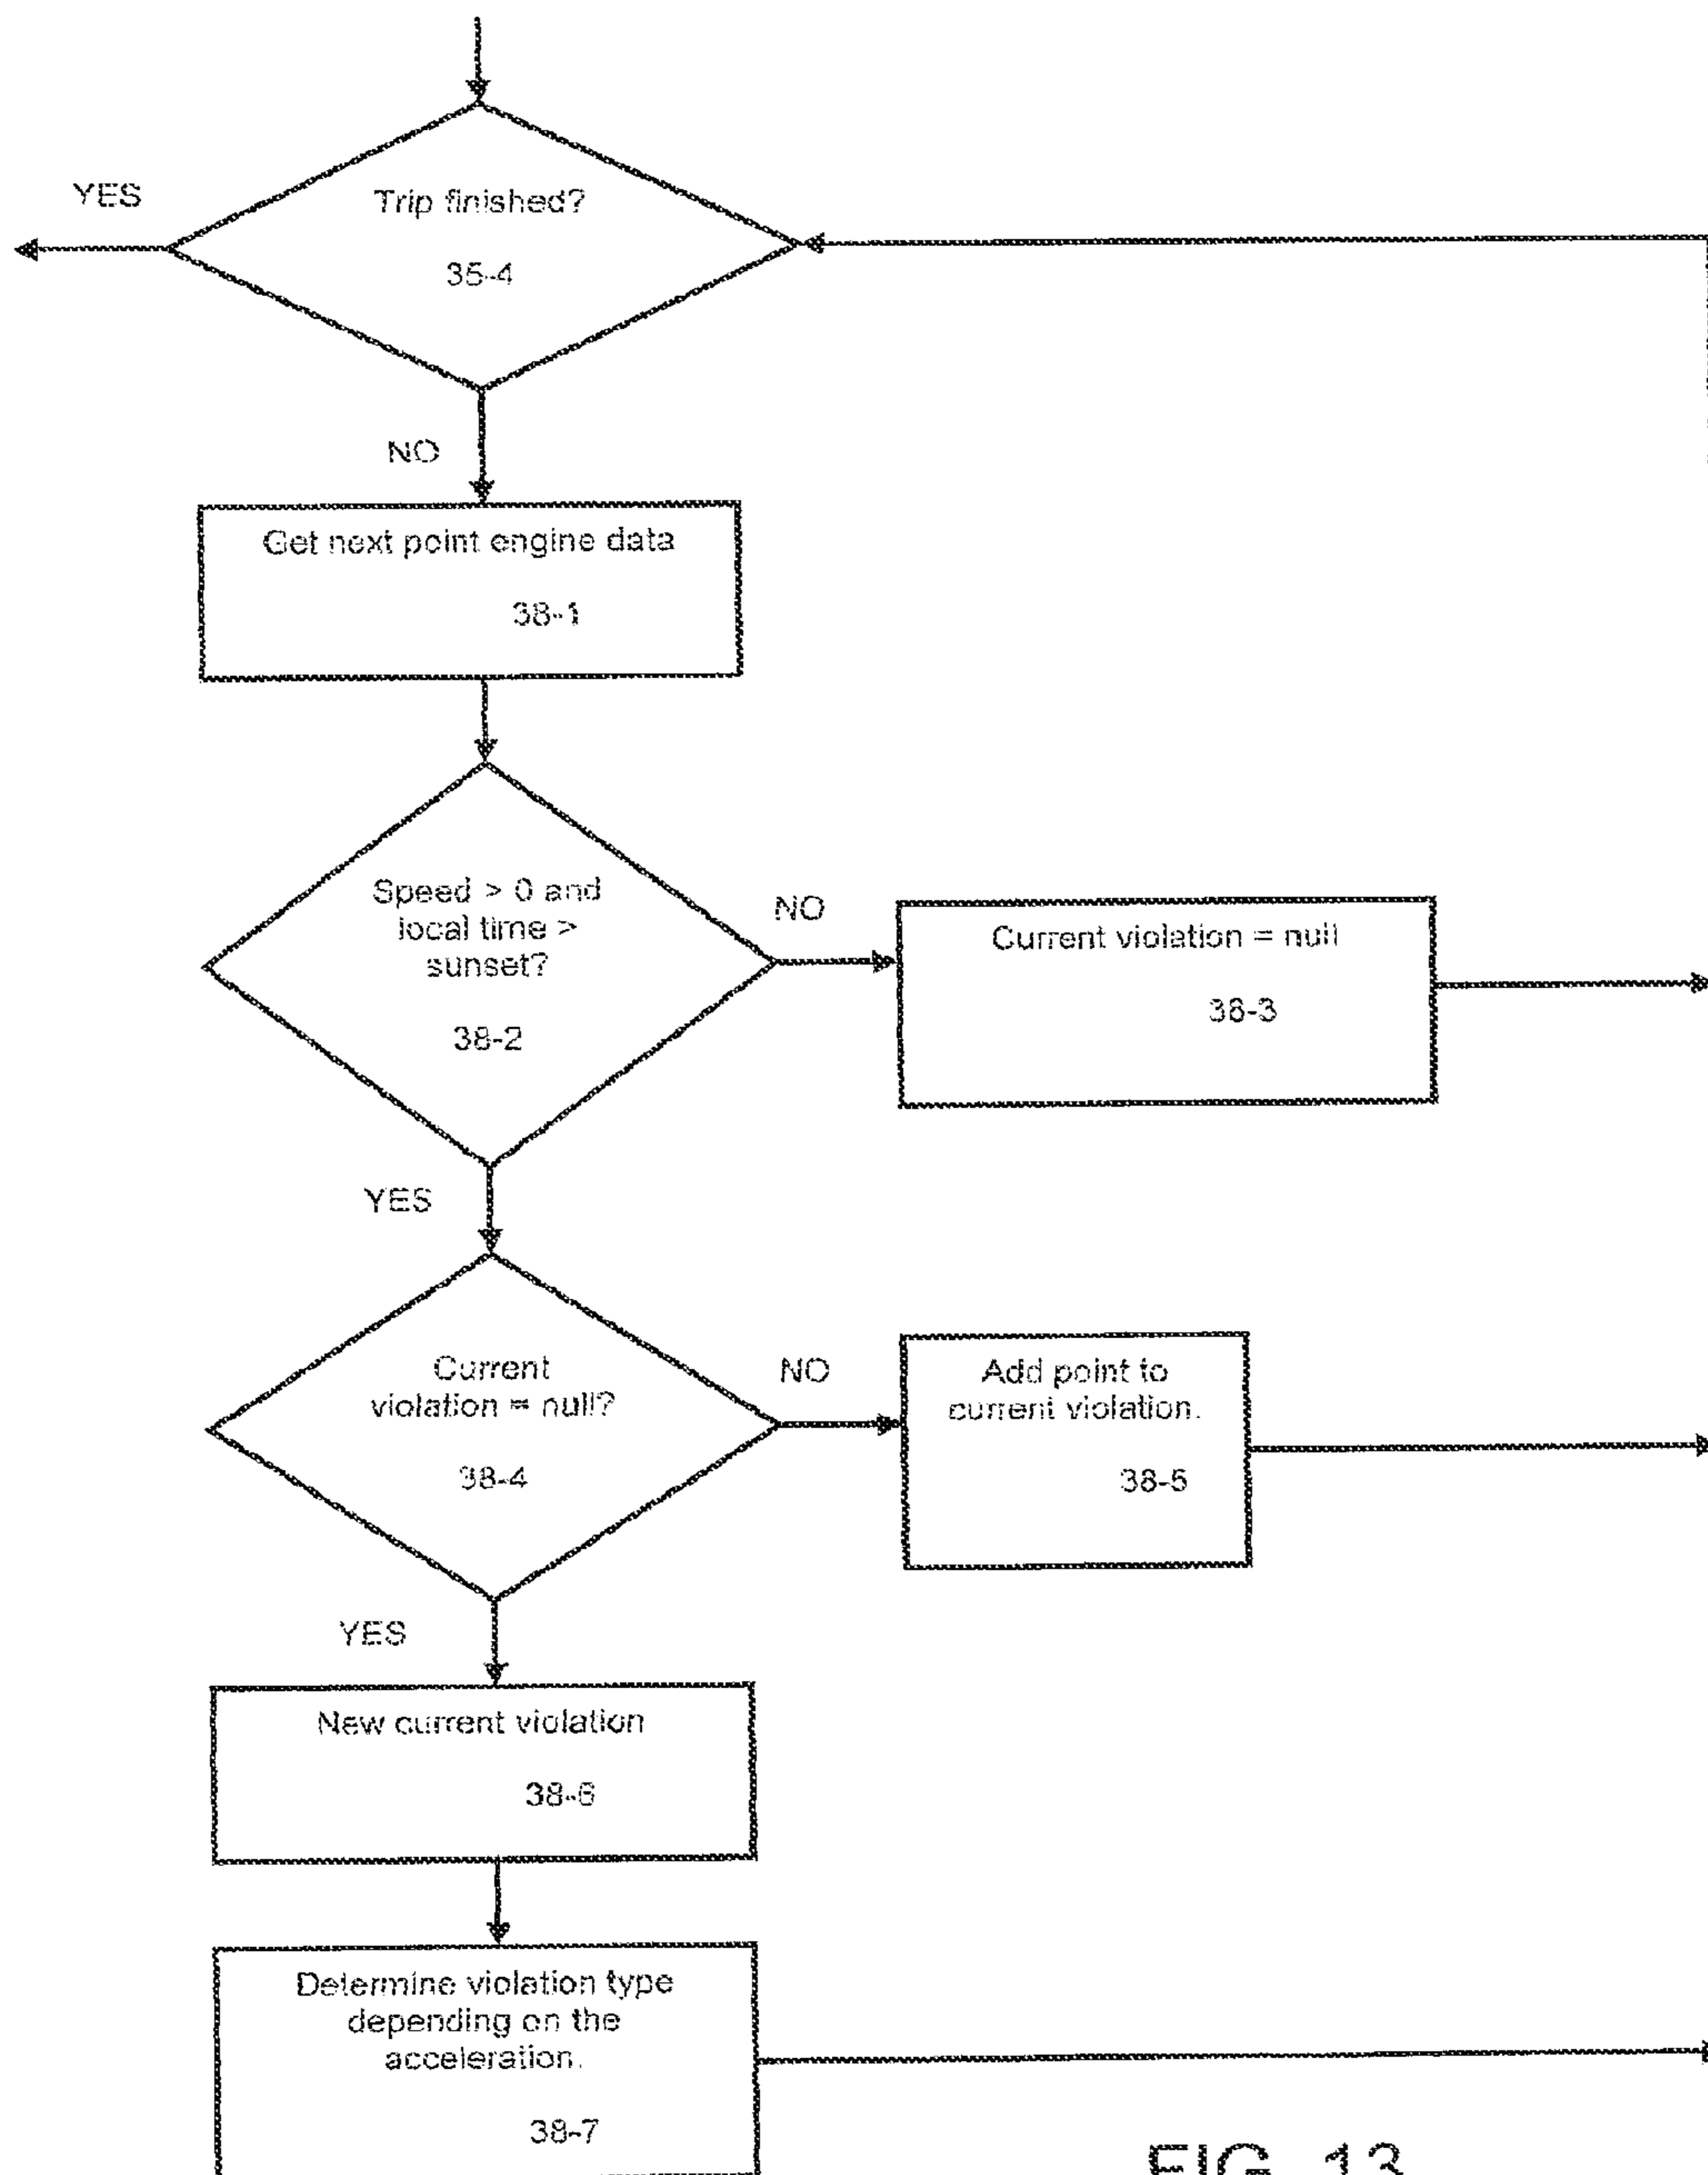 Trip finished?
YES
35-4
NO
Get next point engine data
38-1
Speed > 0 and
local time >
sunset?
38-2
NO
Current violation = null
38-3
YES
Current
violation = null?
38-4
NO
Add point to
current violation.
38-5
YES
New current violation
38-6
Determine violation type
depending on the
acceleration.
38-7
FIG. 13